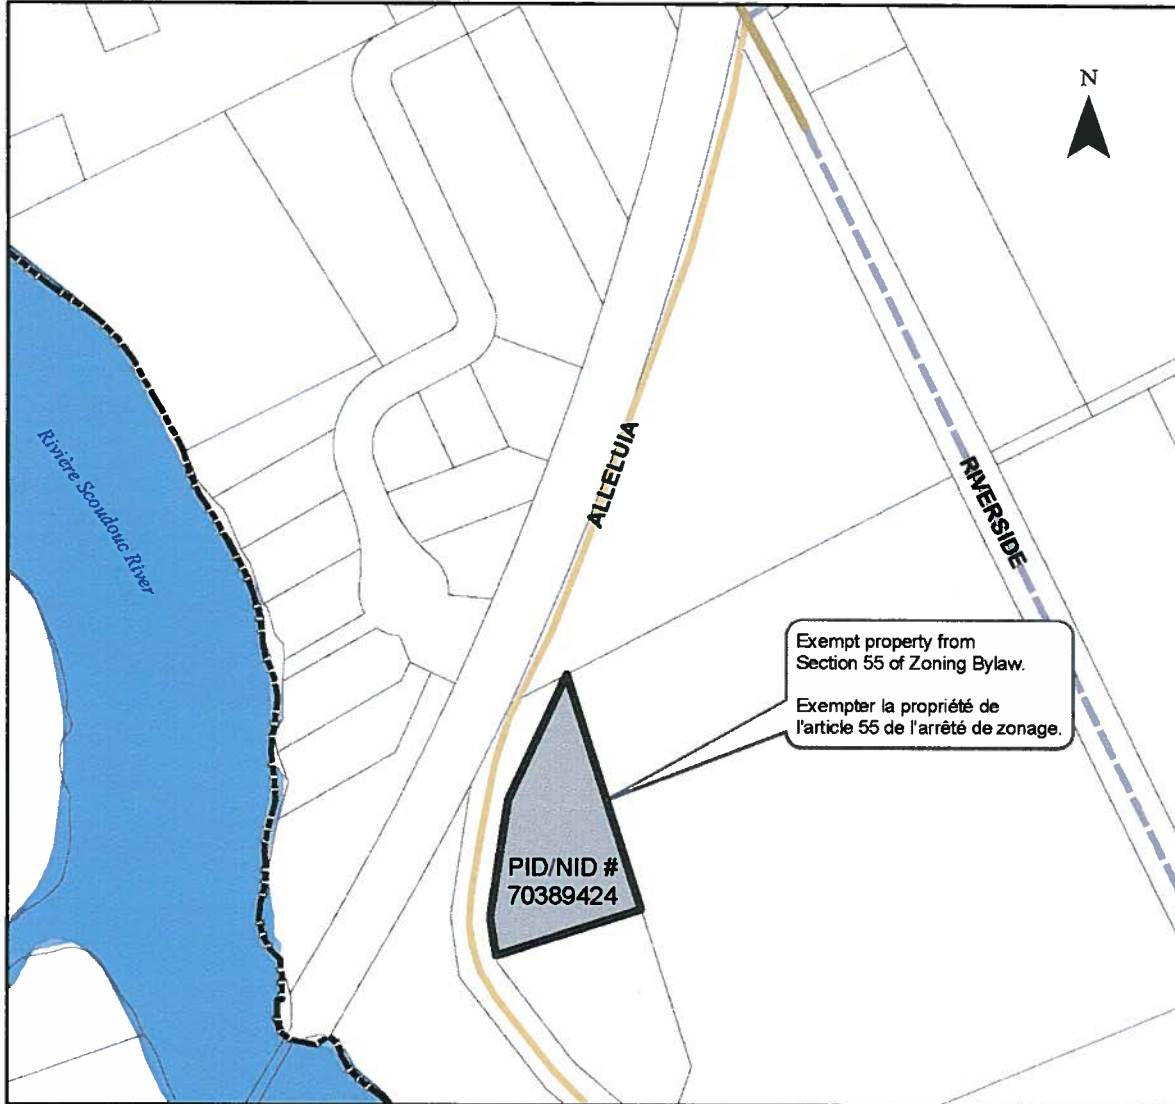 N
Rivière Scoudouc River
ALLELUIA
RIVERSIDE
Exempt property from
Section 55 of Zoning Bylaw.
Exempter la propriété de
l'article 55 de l'arrêté de zonage.
PID/NID #
70389424